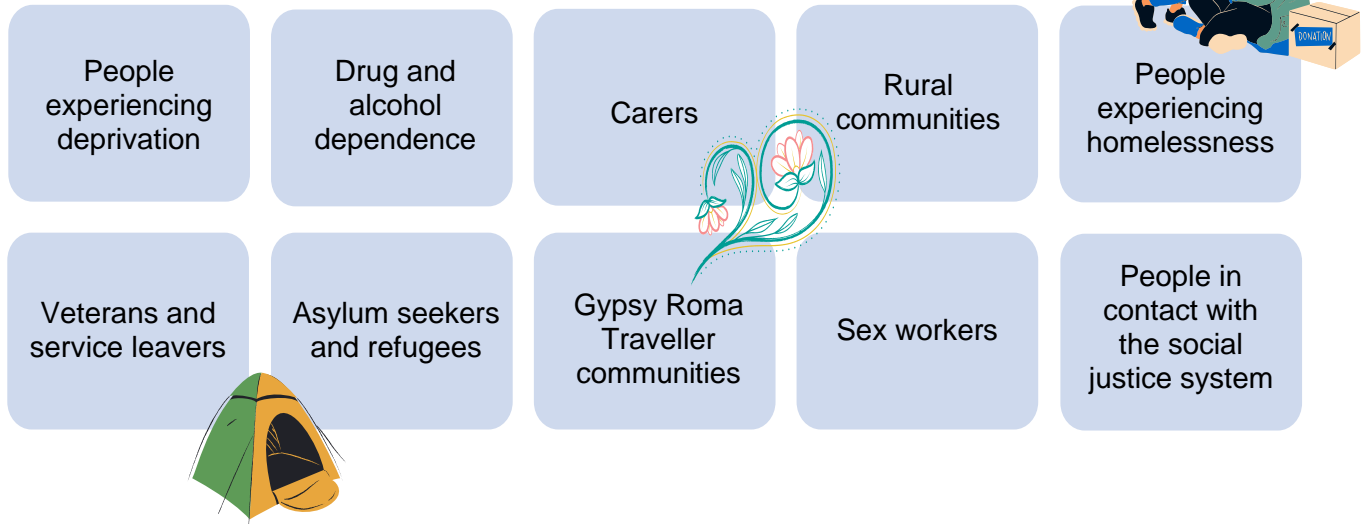 People
experiencing
deprivation
Drug and
alcohol
dependence
Carers
Rural
communities
People
experiencing
homelessness
DONATION
Veterans and
service leavers
Asylum seekers
and refugees
Gypsy Roma
Traveller
communities
Sex workers
People in
contact with
the social
justice system